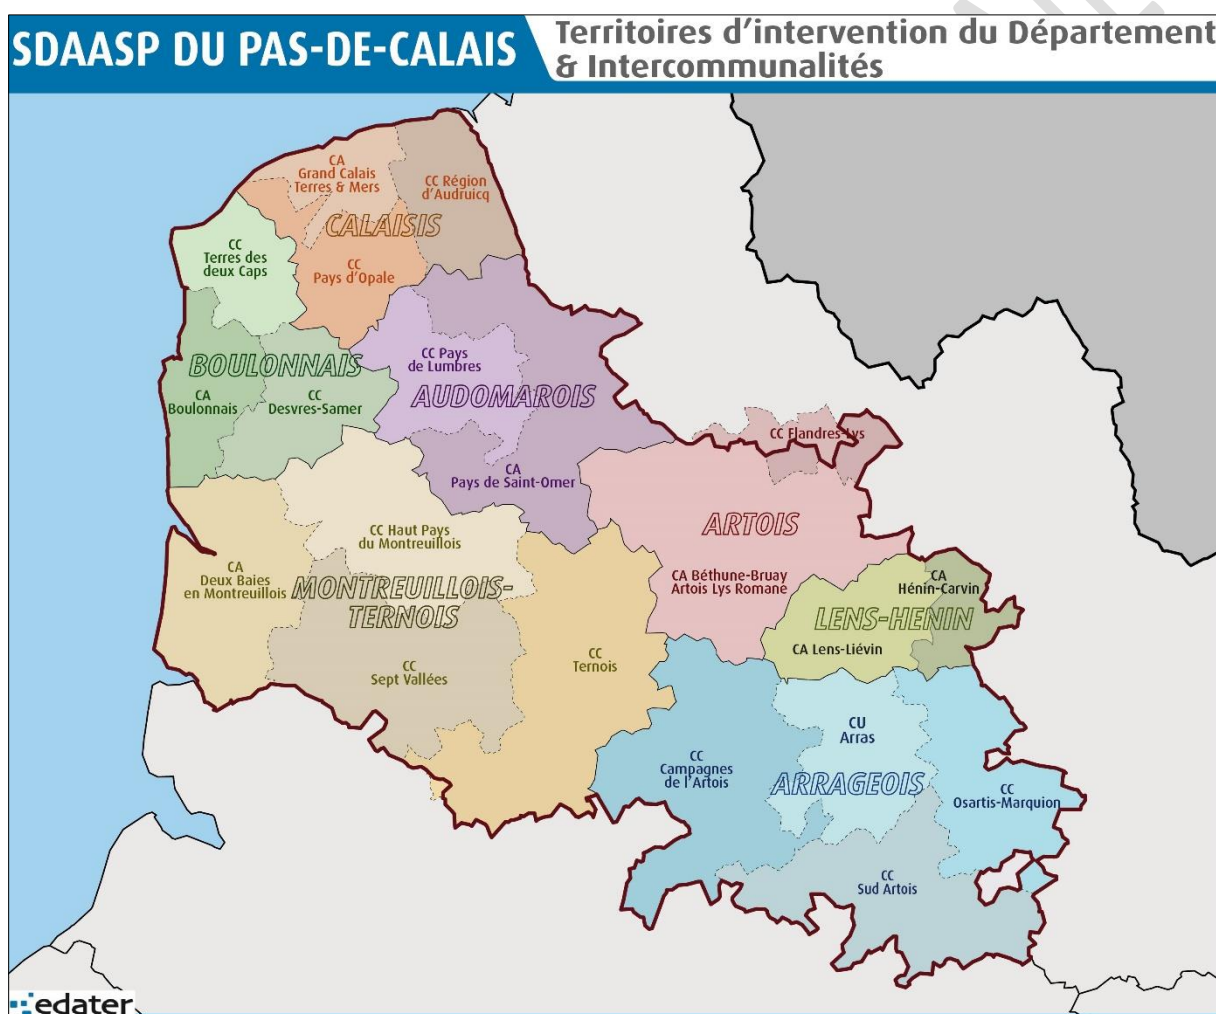 SDAASP DU PAS-DE-CALAIS
Territoires d'intervention du Département
& Intercommunalités
CA
Grand Calais
Terres & Mers
CC Région
d'Audruicq
CALAISIS
CC
Terres des
deux Caps
CC
Pays d'Opale
BOULONNAIS
CC Pays
de Lumbres
AUDOMAROIS
CA
Boulonnais
CC
Desvres-Samer
CC Flandres-Lys
CA
Pays de Saint-Omer
ARTOIS
CC Haut Pays
du Montreuillois
CA
Deux Baies
en Montreuillois
MONTREUILLOIS-
TERNOIS
CA Béthune-Bruay
Artois Lys Romane
CA
Hénin-Carvin
LENS-HENIN
CA Lens-Liévin
CC
Ternois
CC
Sept Vallées
CU
Arras
CC
Campagnes
de l'Artois
ARRAGEOIS
CC
Osartis-Marquion
CC
Sud Artois
edater